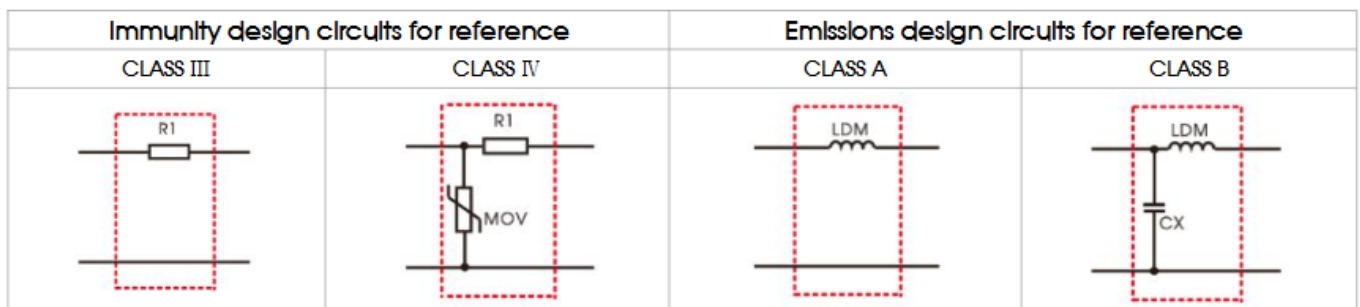 Immunity design circuits for reference
Emissions design circuits for reference
CLASS III
CLASS IV
CLASS A
CLASS B
R1
R1
MOV
LDM
LDM
CX